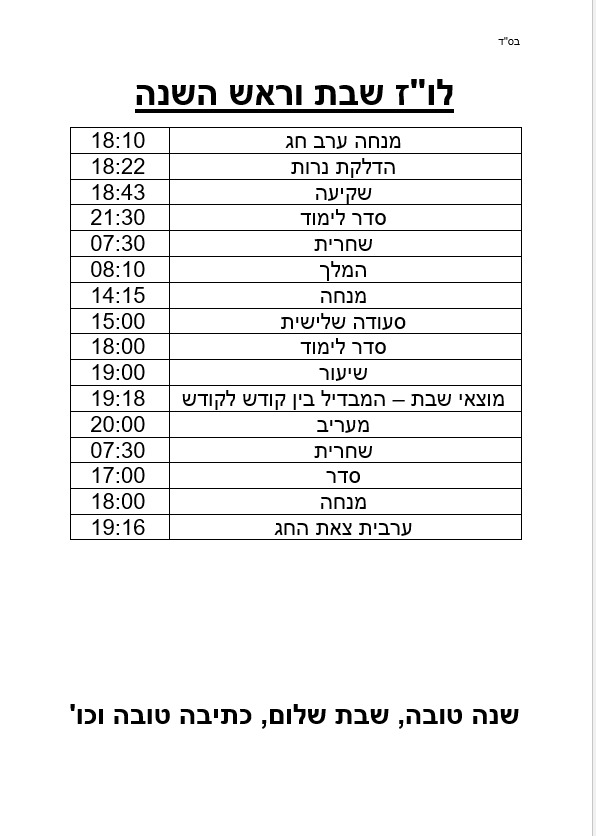 בס"ד
לו"ז שבת וראש השנה
מנחה ערב חג 18:10
הדלקת נרות 18:22
שקיעה 18:43
סדר לימוד 21:30
שחרית 07:30
המלך 08:10
מנחה 14:15
סעודה שלישית 15:00
סדר לימוד 18:00
שיעור 19:00
מוצאי שבת – המבדיל בין קודש לקודש 19:18
מעריב 20:00
שחרית 07:30
סדר 17:00
מנחה 18:00
ערבית צאת החג 19:16
שנה טובה, שבת שלום, כתיבה טובה וכו'